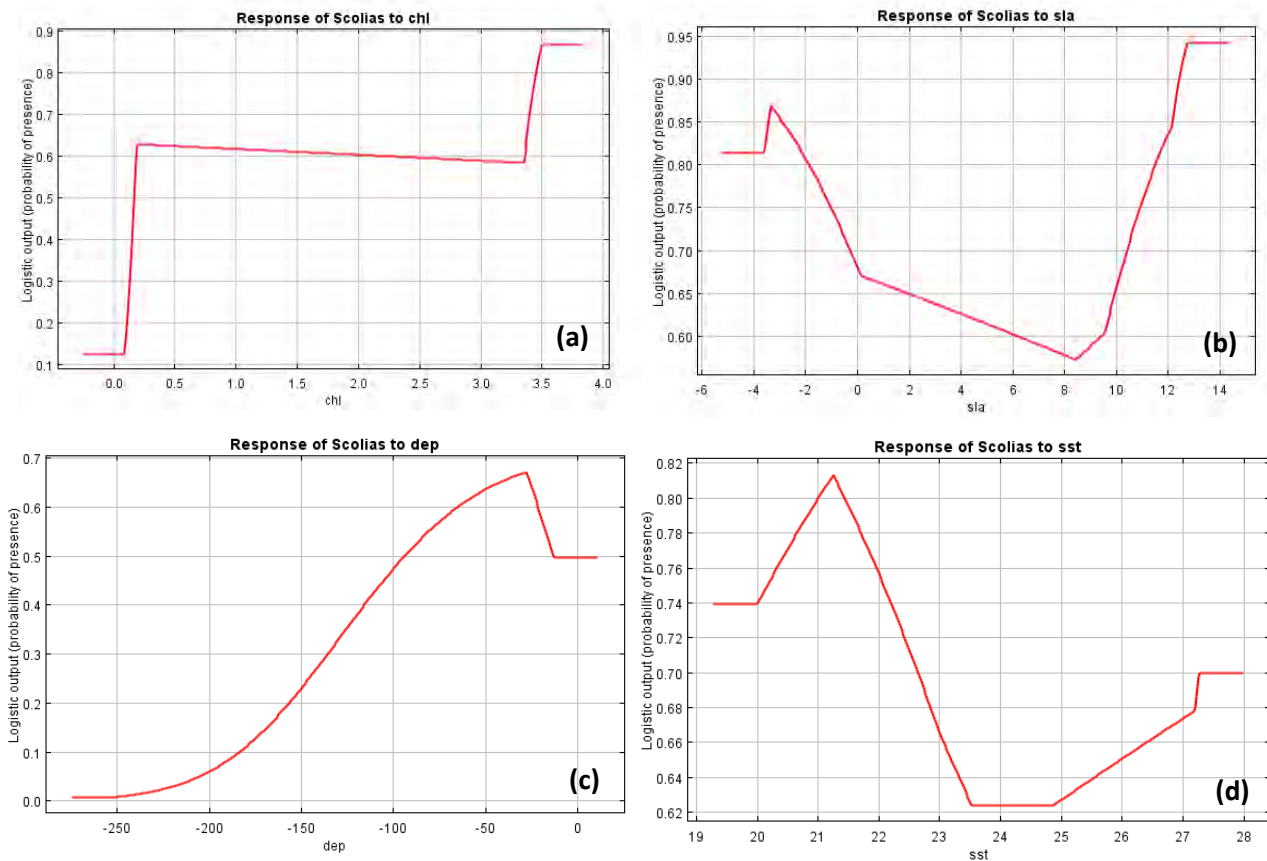 Response of Scolias to chl
Logistic output (probability of presence)
0.9
0.8
0.7
0.6
0.5
0.4
0.3
0.2
0.1
0.0 0.5 1.0 1.5 2.0 2.5 3.0 3.5 4.0
chl
(a)
Response of Scolias to sla
Logistic output (probability of presence)
0.95
0.90
0.85
0.80
0.75
0.70
0.65
0.60
-6 -4 -2 0 2 4 6 8 10 12 14
sla
(b)
Response of Scolias to dep
Logistic output (probability of presence)
0.7
0.6
0.5
0.4
0.3
0.2
0.1
0.0
-250 -200 -150 -100 -50 0
dep
(c)
Response of Scolias to sst
Logistic output (probability of presence)
0.82
0.80
0.78
0.76
0.74
0.72
0.70
0.68
0.66
0.64
0.62
19 20 21 22 23 24 25 26 27 28
sst
(d)